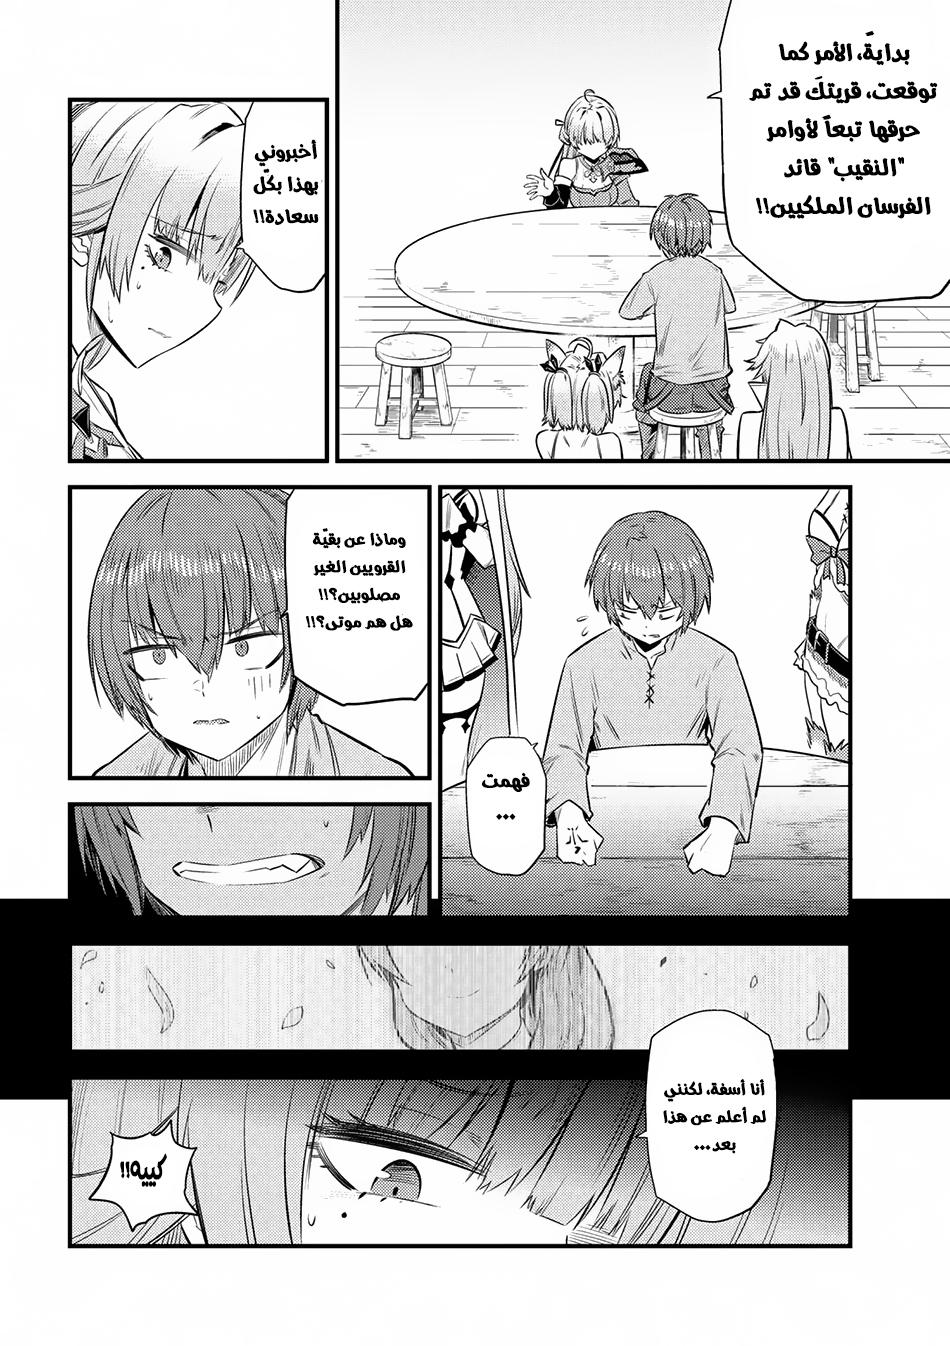 بدايةً، الأمر كما
توقعت، قريتكَ قد تم
حرقها تبعاً لأوامر
"النقيب" قائد
الفرسان الملكيين!!
أخبروني
بهذا بكلّ
سعادة!!
فهمت
...
وماذا عن بقيّة
القرويين الغير
مصلوبين؟!!
هل هم موتى؟!!
أنا أسفة، لكنني
لم أعلم عن هذا
بعد...
كييه!!